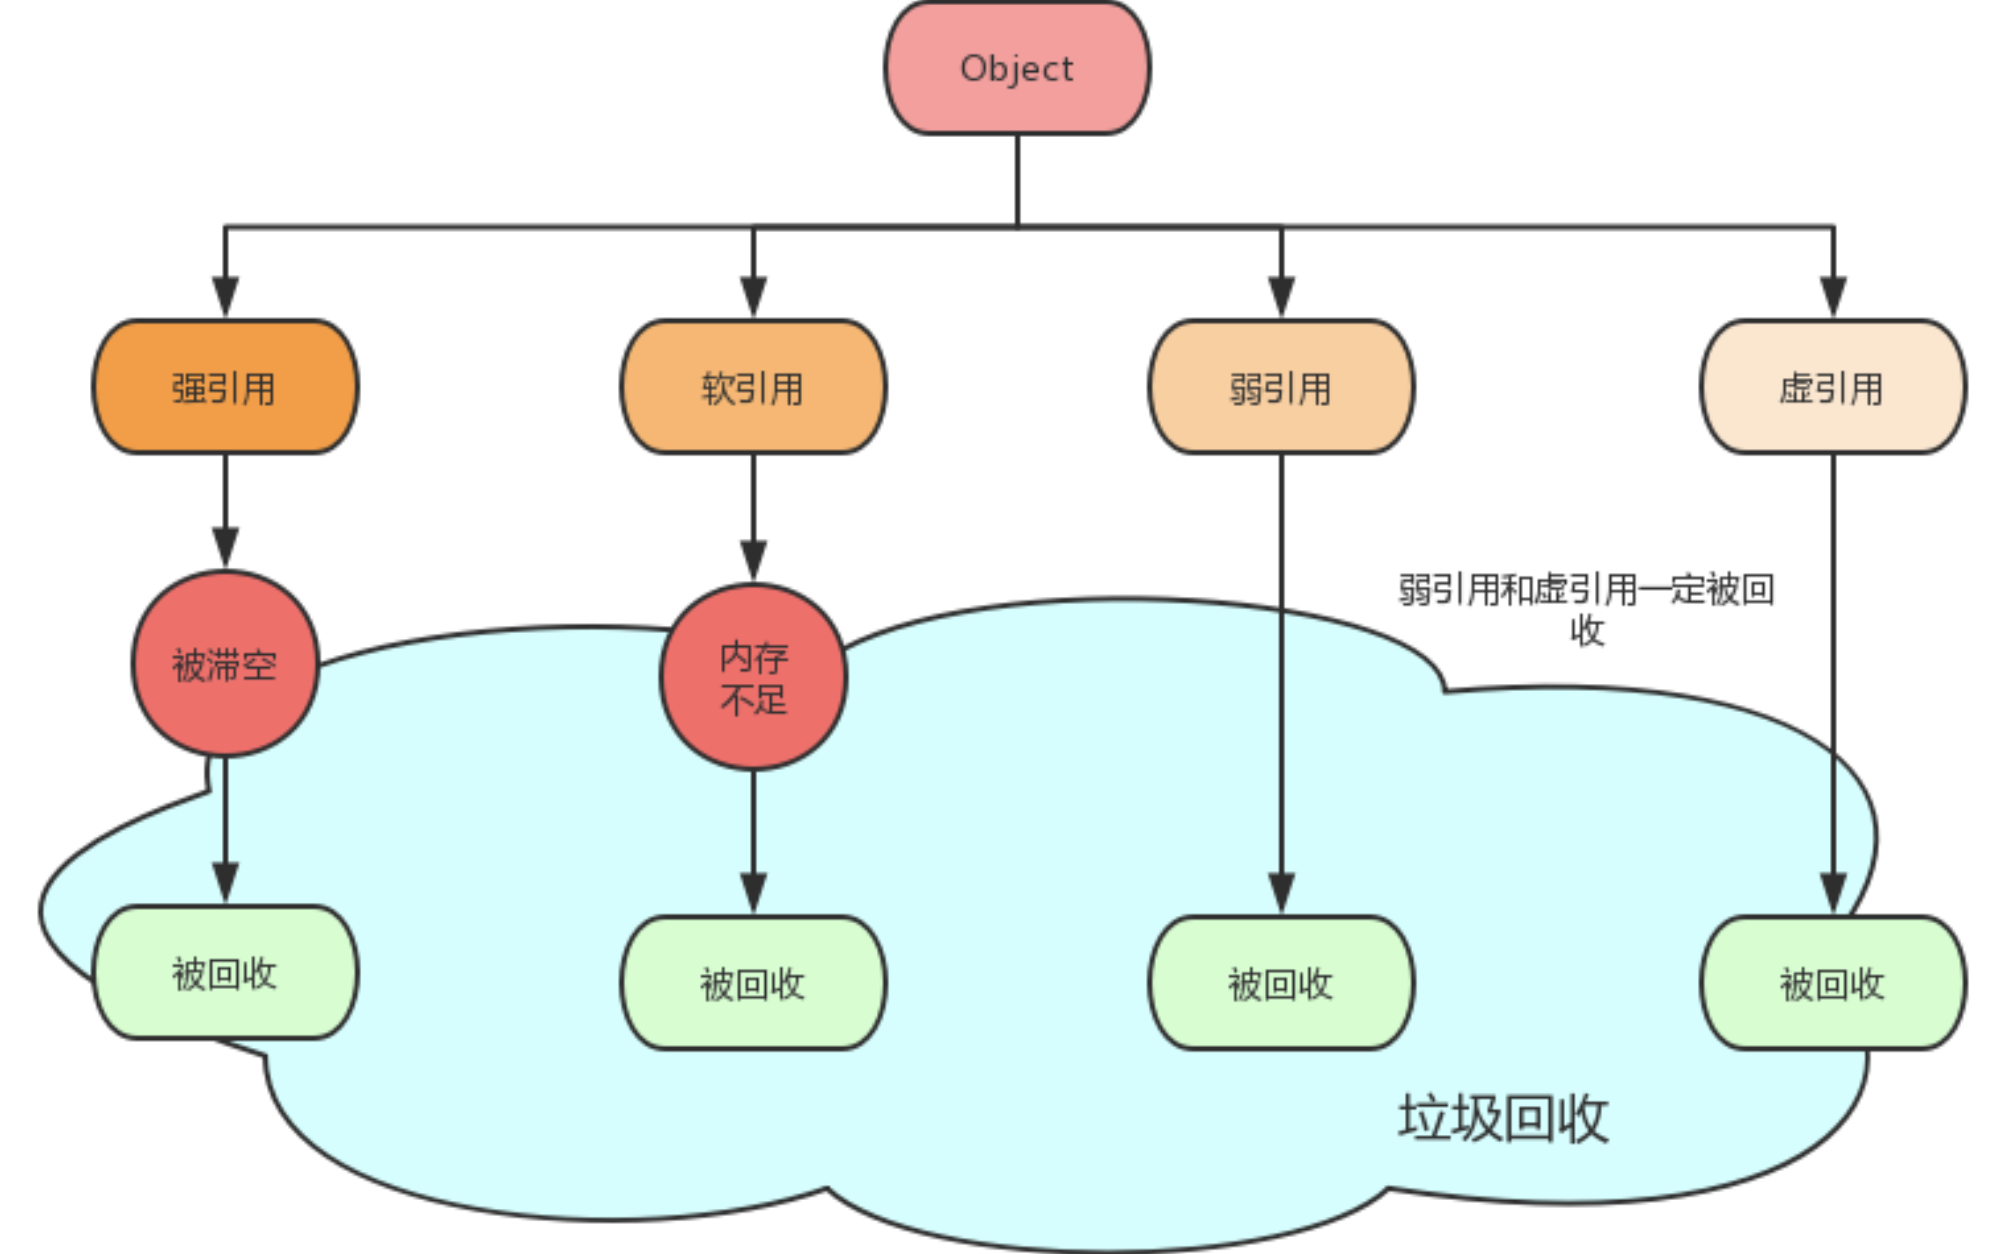 Object
强引用
软引用
弱引用
虚引用
弱引用和虚引用一定被回
收
被滞空
内存
不足
被回收
被回收
被回收
被回收
垃圾回收